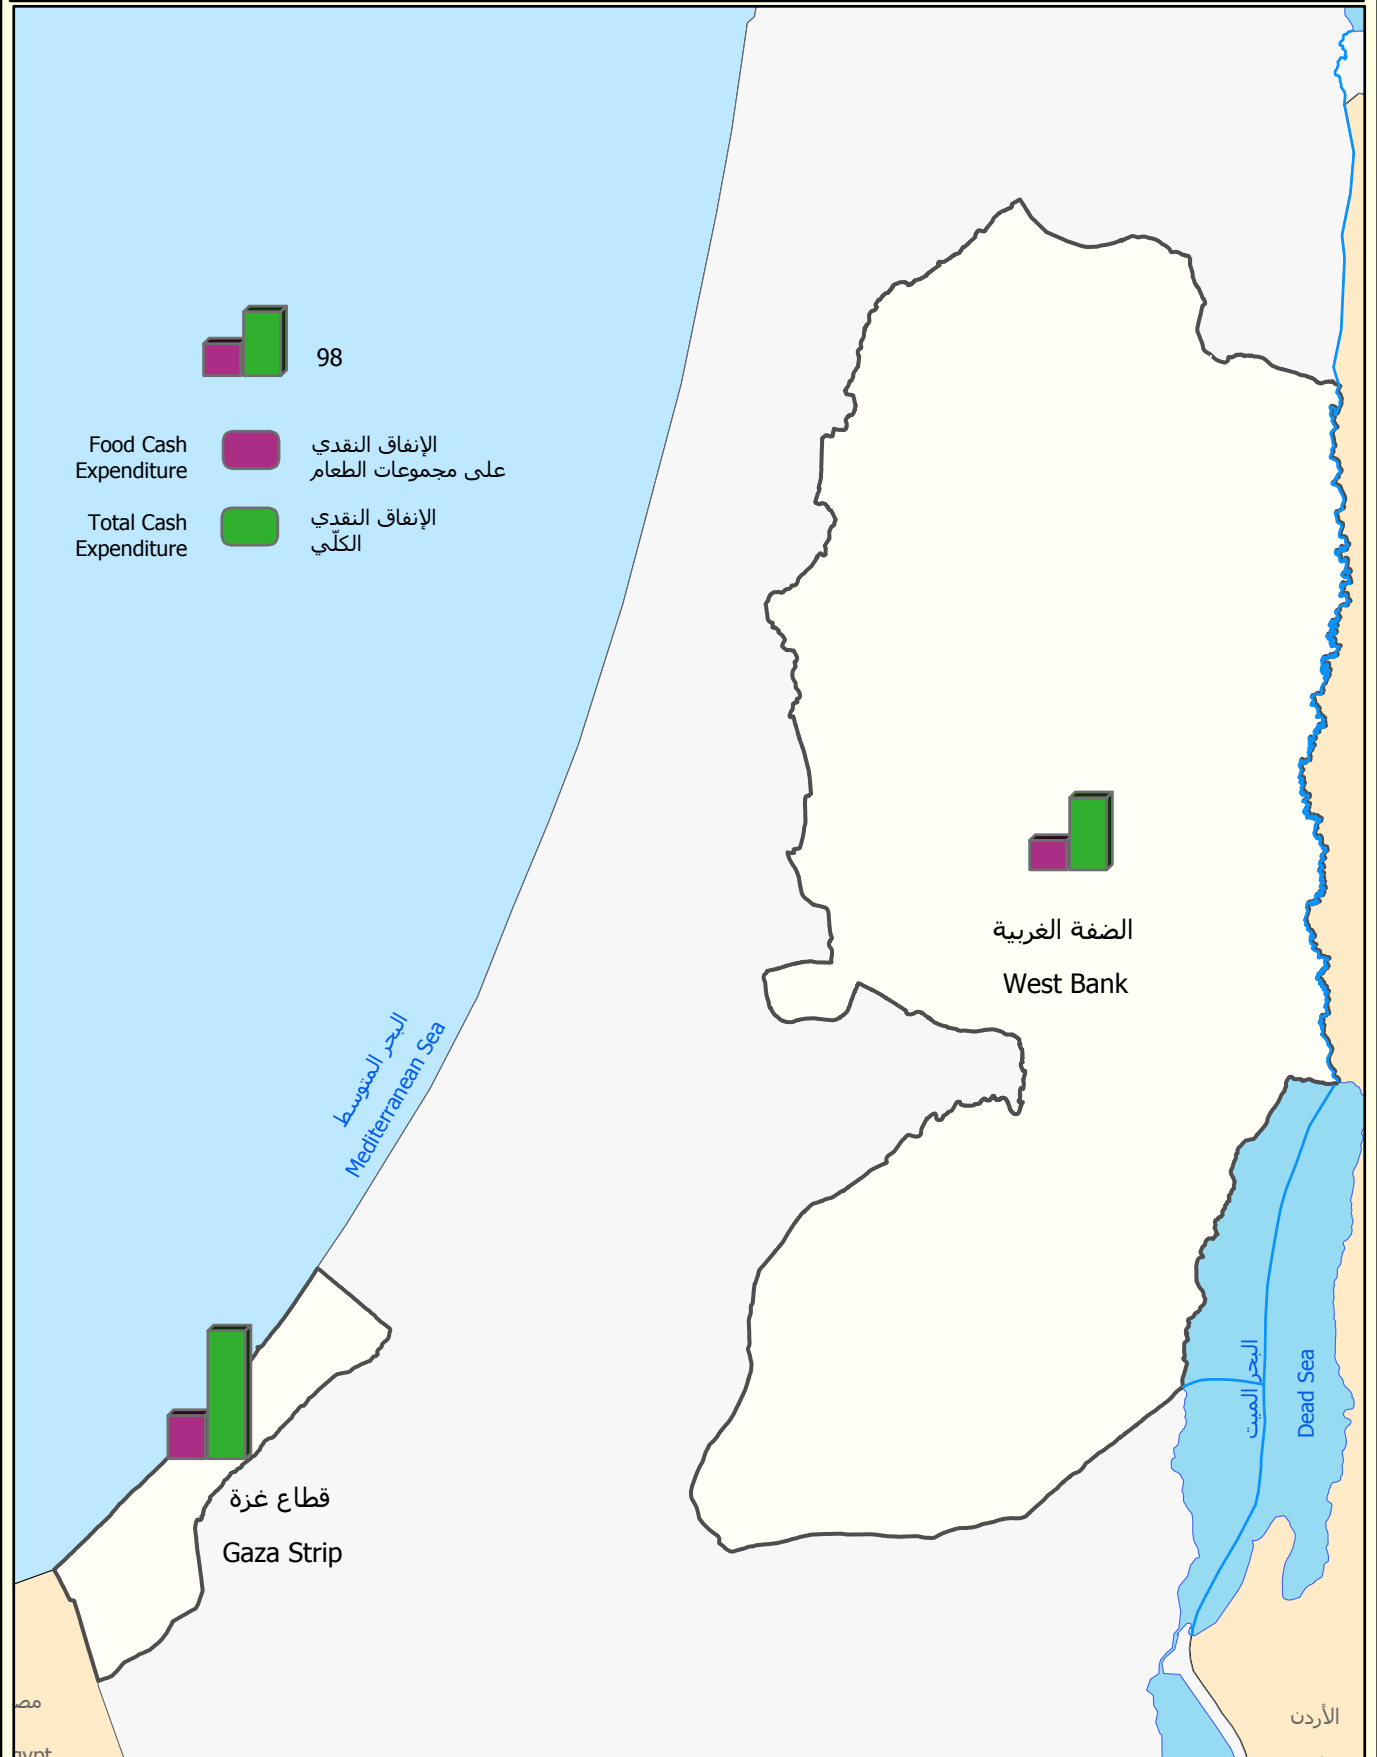 98
Food Cash
Expenditure
الإنفاق النقدي
على مجموعات الطعام
Total Cash
Expenditure
الإنفاق النقدي
الكلّي
الضفة الغربية
West Bank
البحر المتوسط
Mediterranean Sea
البحر الميت
Dead Sea
قطاع غزة
Gaza Strip
الأردن